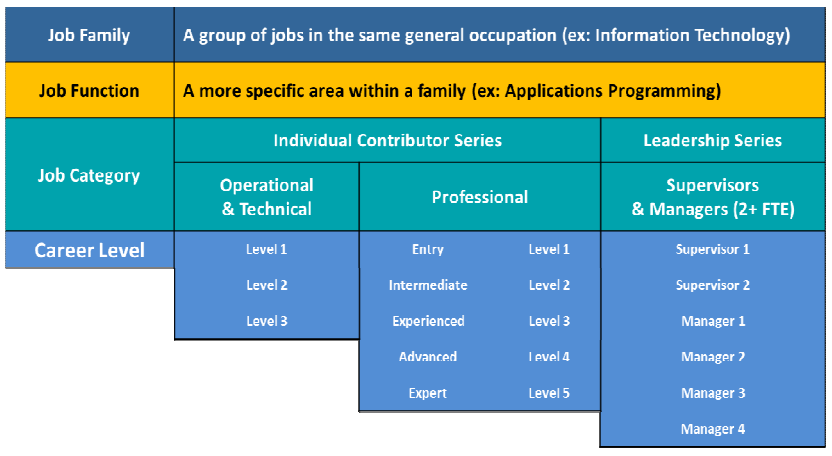 Job Family
A group of jobs in the same general occupation (ex: Information Technology)
Job Function
A more specific area within a family (ex: Applications Programming)
Job Category
Individual Contributor Series
Leadership Series
Operational
& Technical
Professional
Supervisors
& Managers (2+ FTE)
Career Level
Level 1
Entry
Level 1
Supervisor 1
Level 2
Intermediate
Level 2
Supervisor 2
Level 3
Experienced
Level 3
Manager 1
Advanced
Level 4
Manager 2
Expert
Level 5
Manager 3
Manager 4